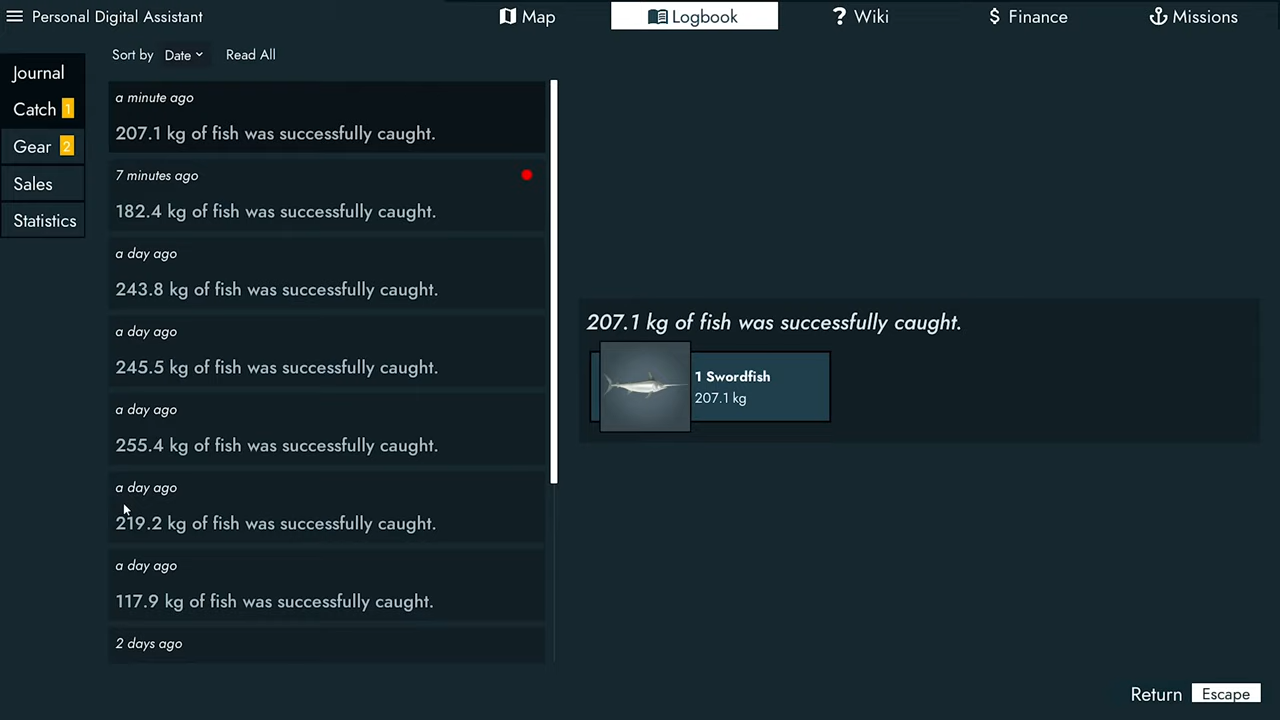 Personal Digital Assistant
Map
Logbook
? Wiki
$ Finance
Missions
Sort by Date
Read All
Journal
Catch 1
Gear 2
Sales
Statistics
a minute ago
207.1 kg of fish was successfully caught.
7 minutes ago
182.4 kg of fish was successfully caught.
a day ago
243.8 kg of fish was successfully caught.
a day ago
245.5 kg of fish was successfully caught.
a day ago
255.4 kg of fish was successfully caught.
a day ago
219.2 kg of fish was successfully caught.
a day ago
117.9 kg of fish was successfully caught.
2 days ago
207.1 kg of fish was successfully caught.
1 Swordfish
207.1 kg
Return Escape